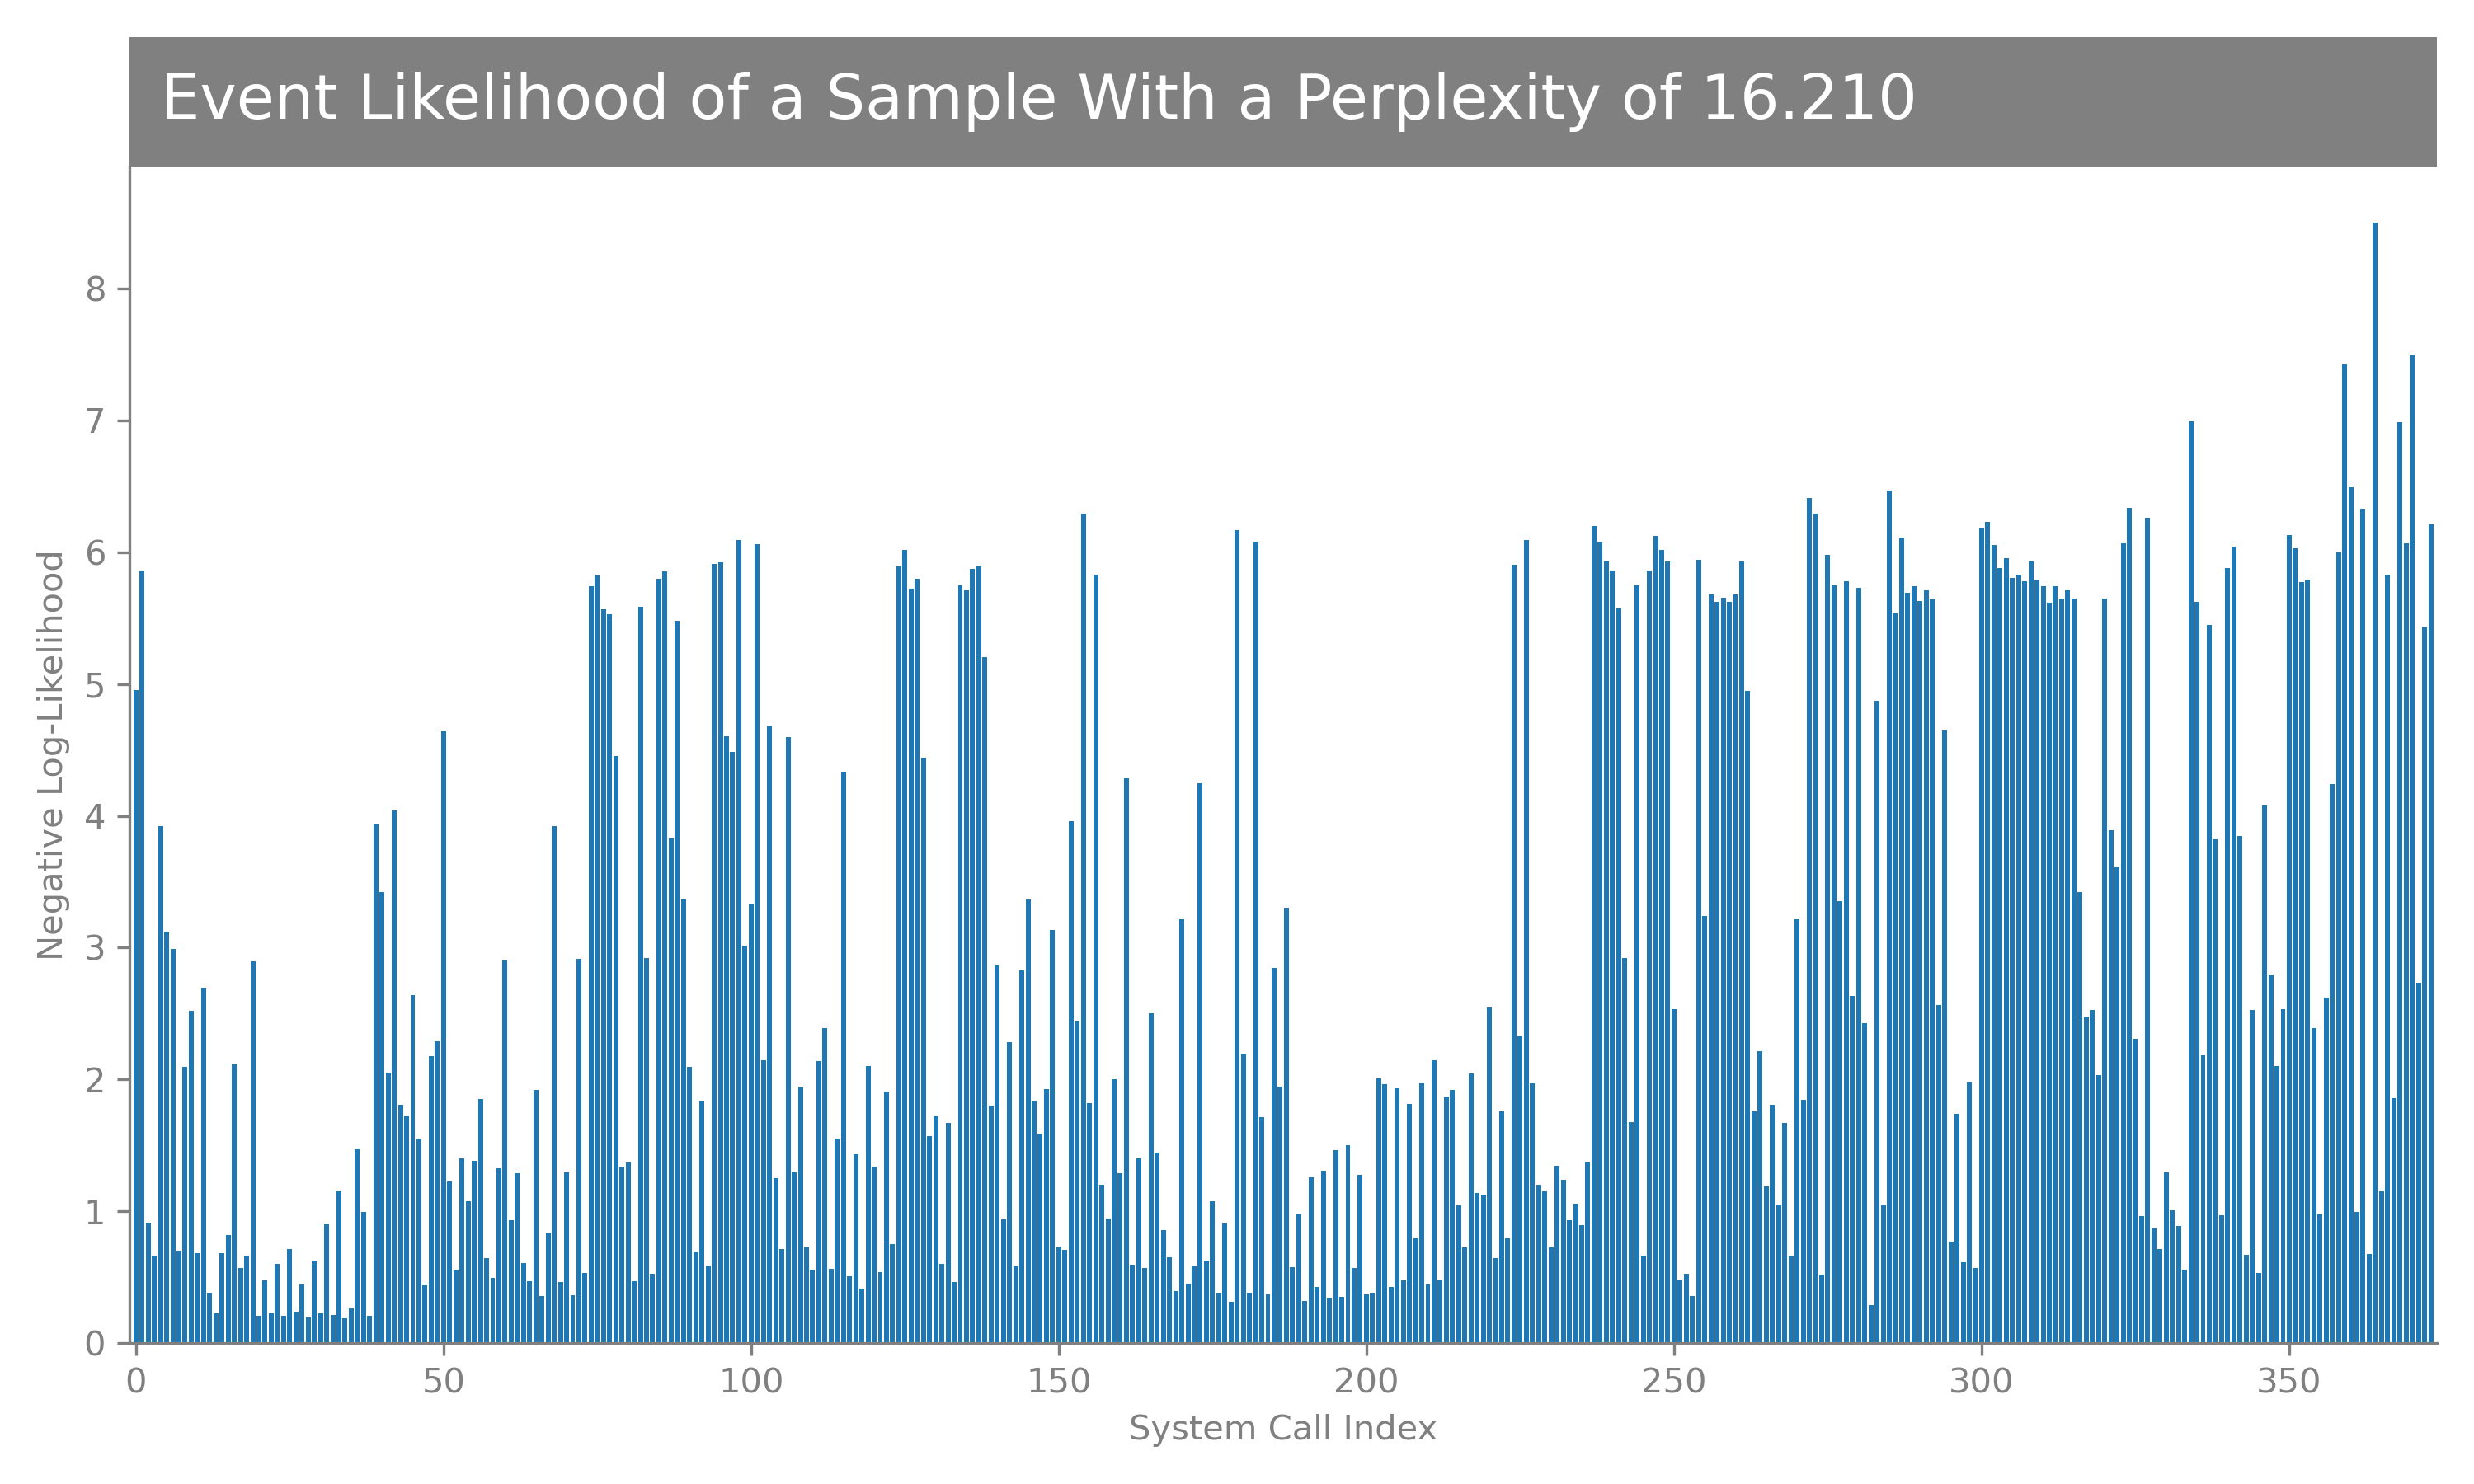 Event Likelihood of a Sample With a Perplexity of 16.210
8
7
6
5
4
3
2
1
0
Negative Log-Likelihood
0 50 100 150 200 250 300 350
System Call Index